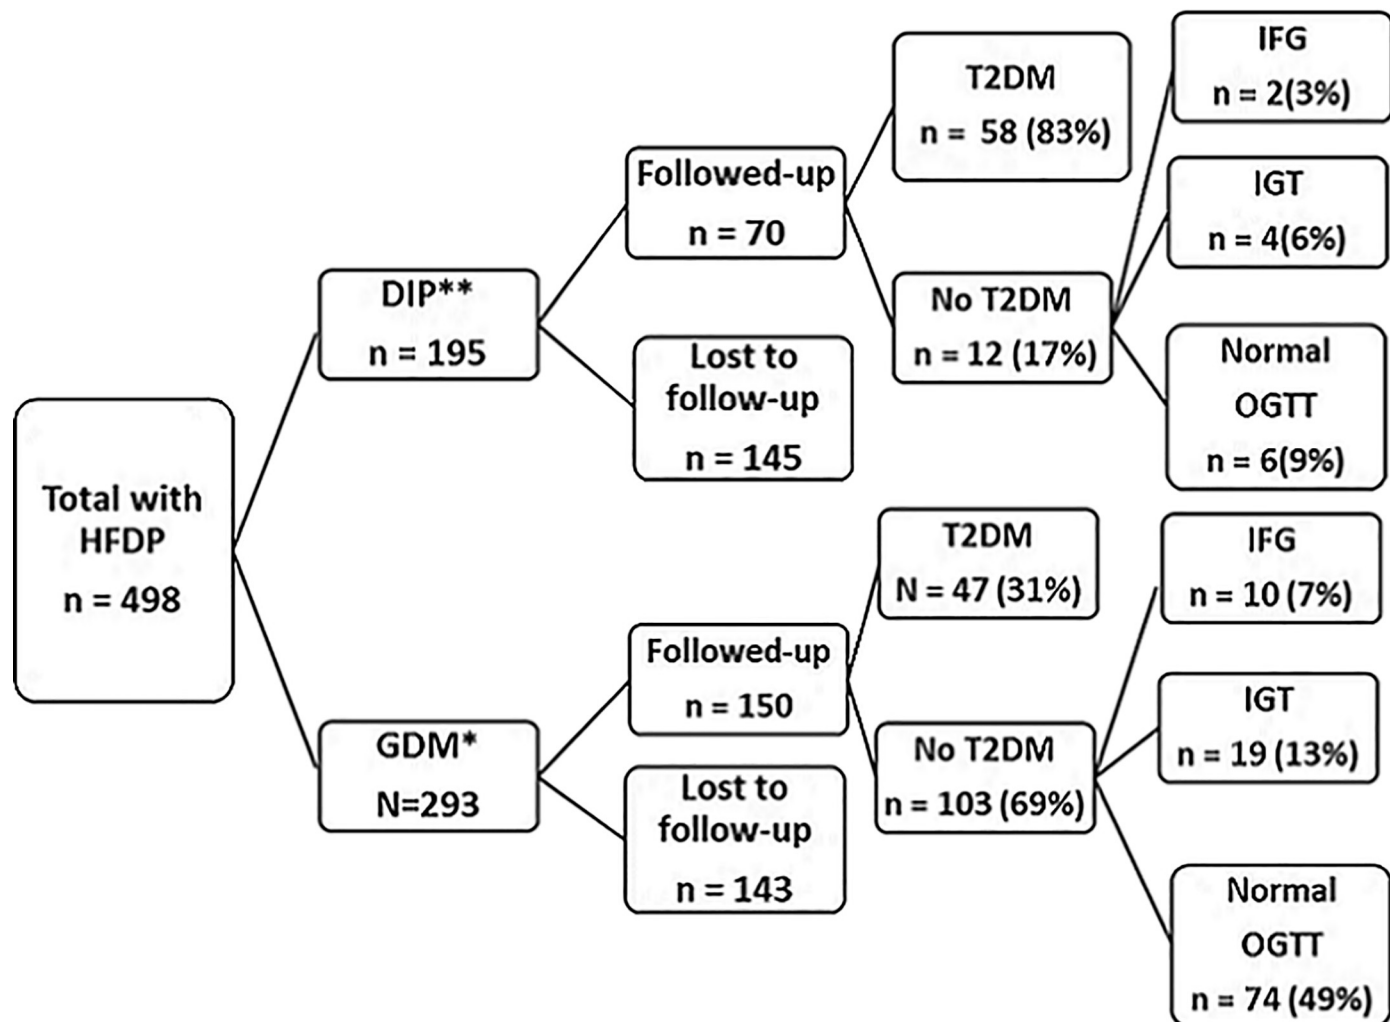 Total with
HFDP
n = 498
DIP**
n = 195
Followed-up
n = 70
T2DM
n = 58 (83%)
No T2DM
n = 12 (17%)
IFG
n = 2(3%)
IGT
n = 4(6%)
Normal
OGTT
n = 6(9%)
Lost to
follow-up
n = 145
GDM*
N=293
Followed-up
n = 150
T2DM
N = 47 (31%)
No T2DM
n = 103 (69%)
IFG
n = 10 (7%)
IGT
n = 19 (13%)
Normal
OGTT
n = 74 (49%)
Lost to
follow-up
n = 143